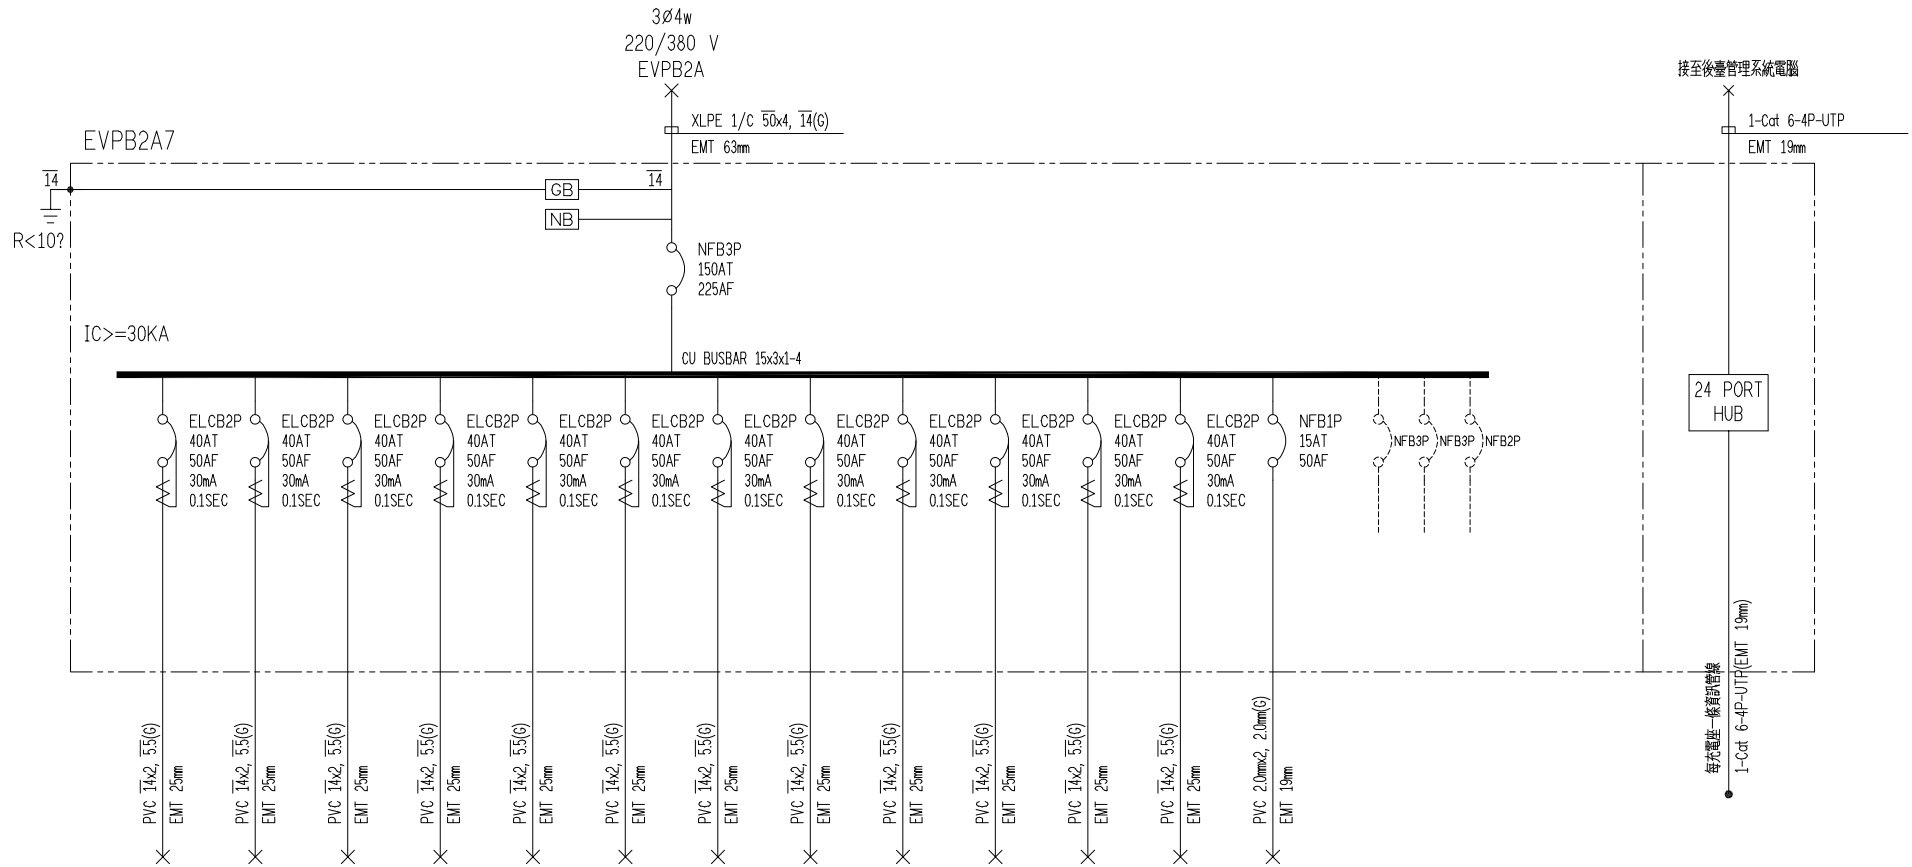 3Ø4w
220/380 V
EVPB2A
接至後臺管理系統電腦
XLPE 1/C 50x4, 14(G)
EMT 63mm
1-Cat 6-4P-UTP
EMT 19mm
EVPB2A7
14
GB
14
NB
R<10?
NFB3P
150AT
225AF
IC>=30KA
CU BUSBAR 15x3x1-4
24 PORT
HUB
ELCB2P
40AT
50AF
30mA
0.1SEC
ELCB2P
40AT
50AF
30mA
0.1SEC
ELCB2P
40AT
50AF
30mA
0.1SEC
ELCB2P
40AT
50AF
30mA
0.1SEC
ELCB2P
40AT
50AF
30mA
0.1SEC
ELCB2P
40AT
50AF
30mA
0.1SEC
ELCB2P
40AT
50AF
30mA
0.1SEC
ELCB2P
40AT
50AF
30mA
0.1SEC
ELCB2P
40AT
50AF
30mA
0.1SEC
ELCB2P
40AT
50AF
30mA
0.1SEC
ELCB2P
40AT
50AF
30mA
0.1SEC
ELCB2P
40AT
50AF
30mA
0.1SEC
NFB1P
15AT
50AF
NFB3P
NFB3P
NFB2P
PVC 14x2, 5.5(G)
EMT 25mm
PVC 14x2, 5.5(G)
EMT 25mm
PVC 14x2, 5.5(G)
EMT 25mm
PVC 14x2, 5.5(G)
EMT 25mm
PVC 14x2, 5.5(G)
EMT 25mm
PVC 14x2, 5.5(G)
EMT 25mm
PVC 14x2, 5.5(G)
EMT 25mm
PVC 14x2, 5.5(G)
EMT 25mm
PVC 14x2, 5.5(G)
EMT 25mm
PVC 14x2, 5.5(G)
EMT 25mm
PVC 14x2, 5.5(G)
EMT 25mm
PVC 14x2, 5.5(G)
EMT 25mm
PVC 2.0mmx2, 2.0mm(G)
EMT 19mm
每充電座一條資訊管線
1-Cat 6-4P-UTP(EMT 19mm)